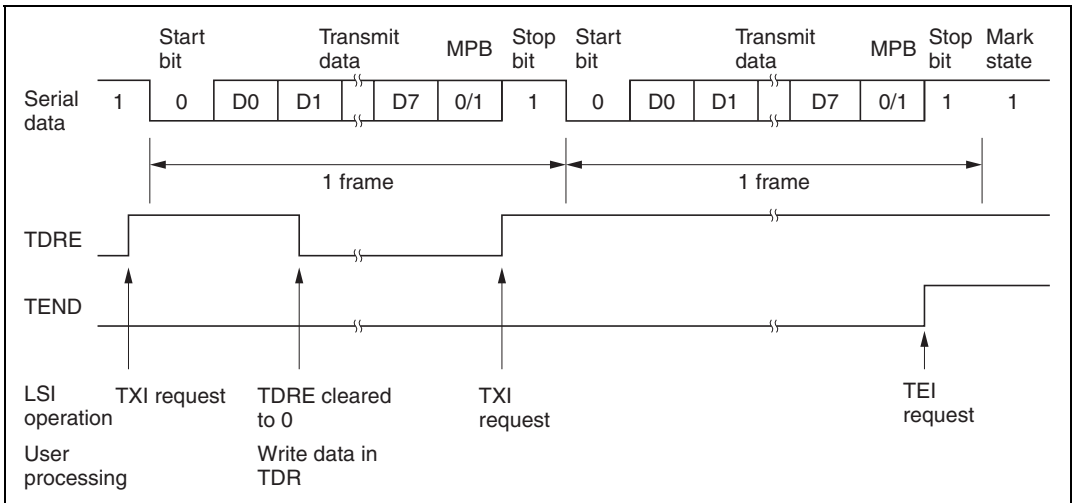 Start bit Transmit data MPB Stop bit Start bit Transmit data MPB Stop bit Mark state
Serial data 1 0 D0 D1 D7 0/1 1 0 D0 D1 D7 0/1 1 1
1 frame 1 frame
TDRE
TEND
LSI operation TXI request TDRE cleared to 0 TXI request TEI request
User processing Write data in TDR